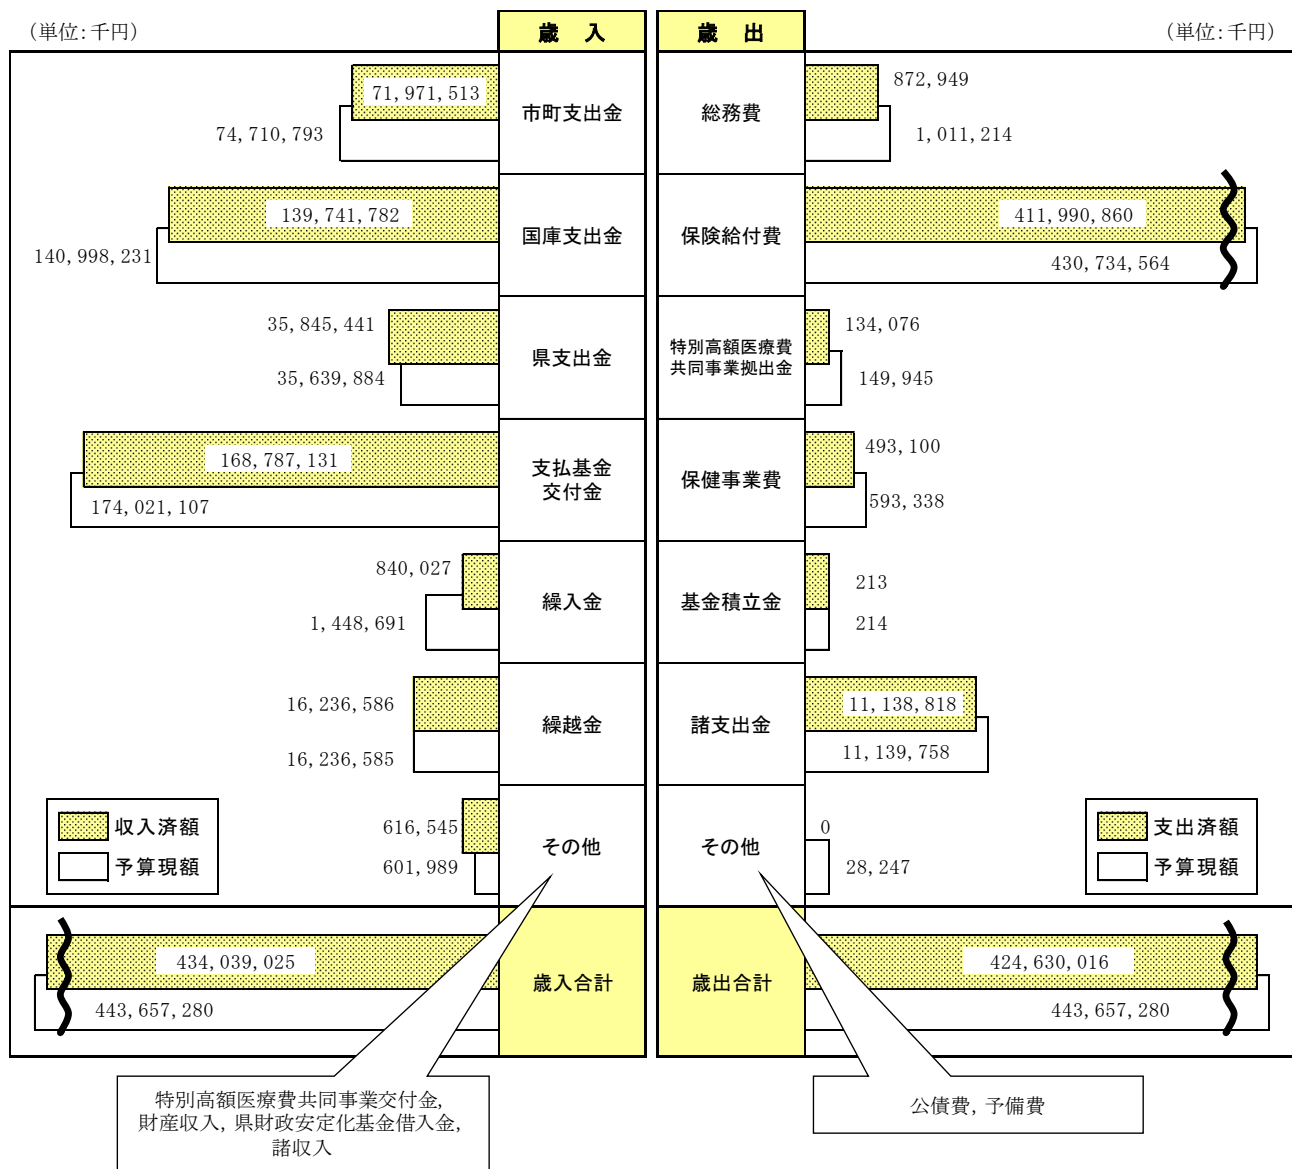 （単位：千円）
歳　入
歳　出
（単位：千円）
71,971,513
74,710,793
市町支出金
総務費
872,949
1,011,214
139,741,782
140,998,231
国庫支出金
保険給付費
411,990,860
430,734,564
35,845,441
35,639,884
県支出金
特別高額医療費
共同事業拠出金
134,076
149,945
168,787,131
174,021,107
支払基金
交付金
保健事業費
493,100
593,338
840,027
1,448,691
繰入金
基金積立金
213
214
16,236,586
16,236,585
繰越金
諸支出金
11,138,818
11,139,758
収入済額
予算現額
616,545
601,989
その他
その他
0
28,247
支出済額
予算現額
434,039,025
443,657,280
歳入合計
歳出合計
424,630,016
443,657,280
特別高額医療費共同事業交付金，
財産収入，県財政安定化基金借入金，
諸収入
公債費，予備費